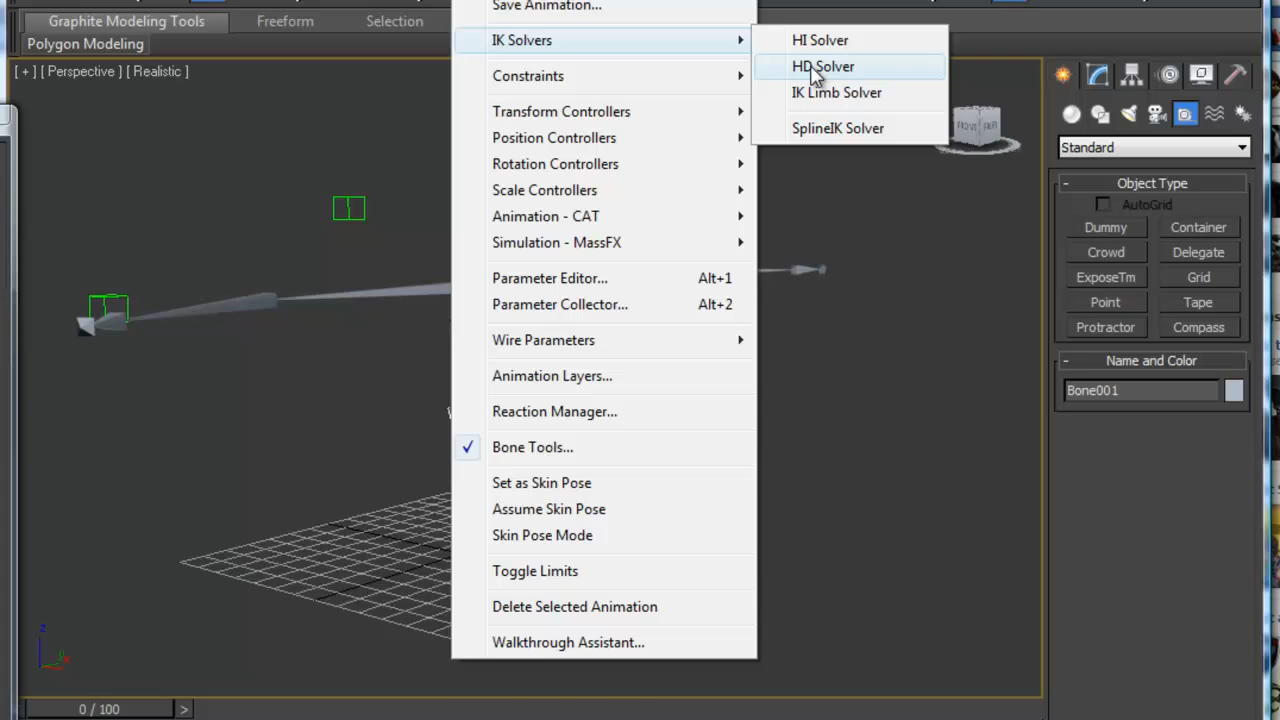 Save Animation...
Graphite Modeling Tools
Freeform
Selection
Polygon Modeling
[ + ] [ Perspective ] [ Realistic ]
IK Solvers
Constraints
Transform Controllers
Position Controllers
Rotation Controllers
Scale Controllers
Animation - CAT
Simulation - MassFX
Parameter Editor... Alt+1
Parameter Collector... Alt+2
Wire Parameters
Animation Layers...
Reaction Manager...
Bone Tools...
Set as Skin Pose
Assume Skin Pose
Skin Pose Mode
Toggle Limits
Delete Selected Animation
Walkthrough Assistant...
HI Solver
HD Solver
IK Limb Solver
SplineIK Solver
Standard
- Object Type
AutoGrid
Dummy Container
Crowd Delegate
ExposeTm Grid
Point Tape
Protractor Compass
- Name and Color
Bone001
z
x
0 / 100 >